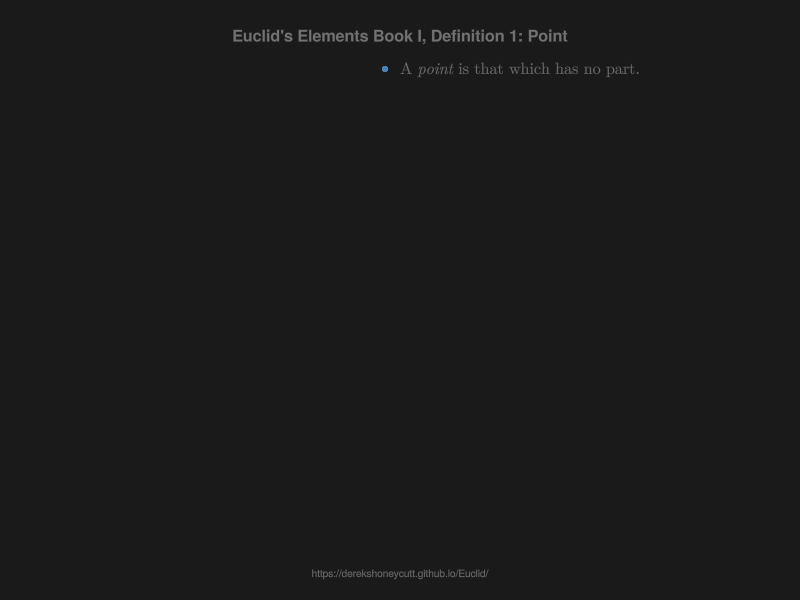 Euclid's Elements Book I, Definition 1: Point
• A point is that which has no part.
https://derekshoneycutt.github.io/Euclid/